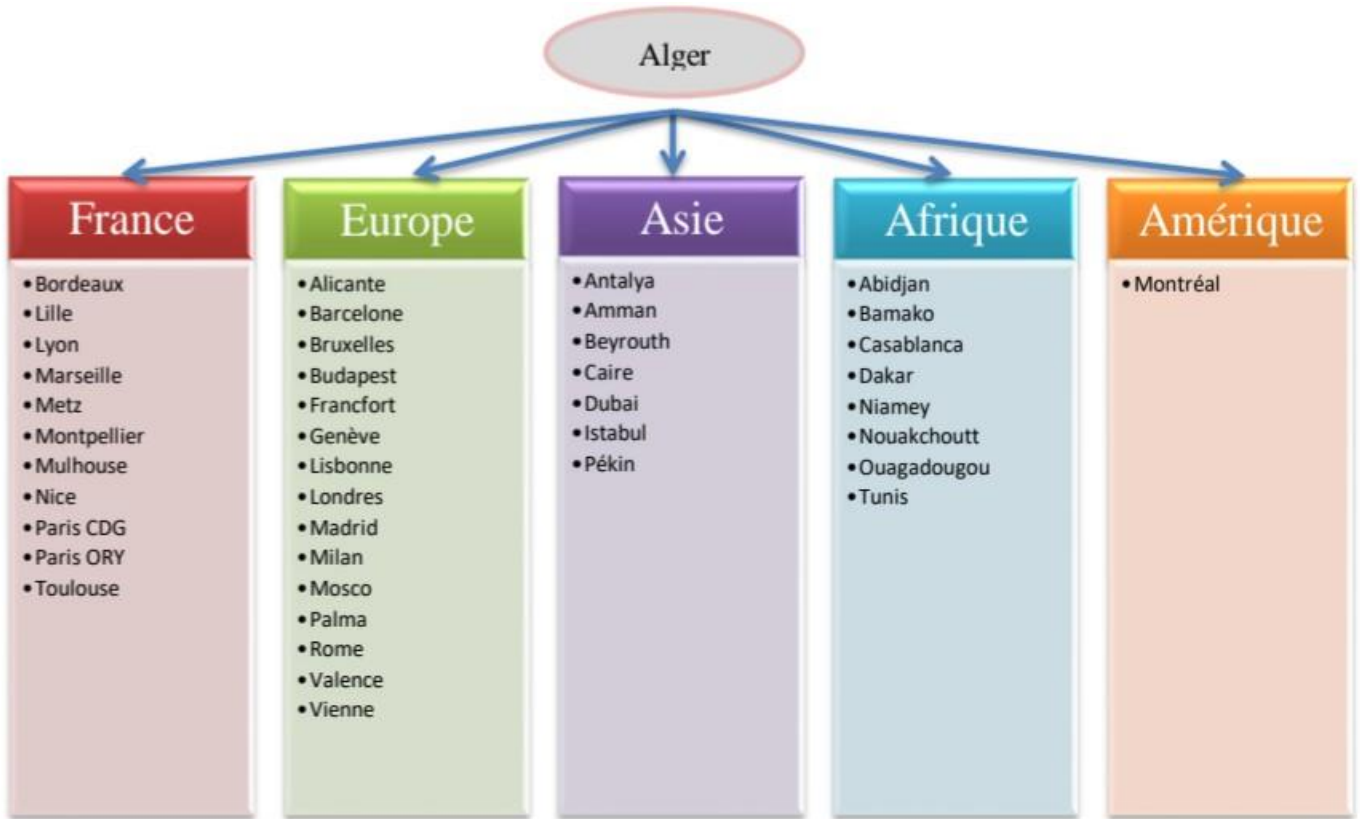 Alger
France
• Bordeaux
• Lille
• Lyon
• Marseille
• Metz
• Montpellier
• Mulhouse
• Nice
• Paris CDG
• Paris ORY
• Toulouse
Europe
• Alicante
• Barcelone
• Bruxelles
• Budapest
• Francfort
• Genève
• Lisbonne
• Londres
• Madrid
• Milan
• Mosco
• Palma
• Rome
• Valence
• Vienne
Asie
• Antalya
• Amman
• Beyrouth
• Caire
• Dubai
• Istabul
• Pékin
Afrique
• Abidjan
• Bamako
• Casablanca
• Dakar
• Niamey
• Nouakchoutt
• Ouagadougou
• Tunis
Amérique
• Montréal